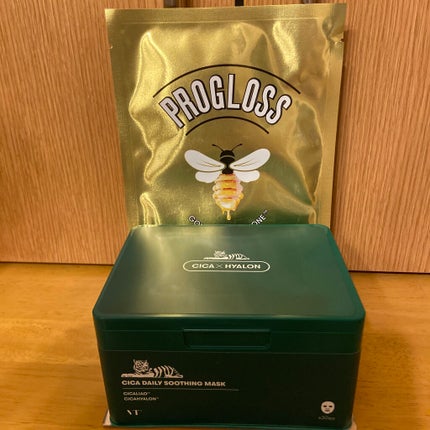 PROGLOSS
CICA × HYALON
CICA DAILY SOOTHING MASK
CICALIAD™
CICAHYALON™
VT